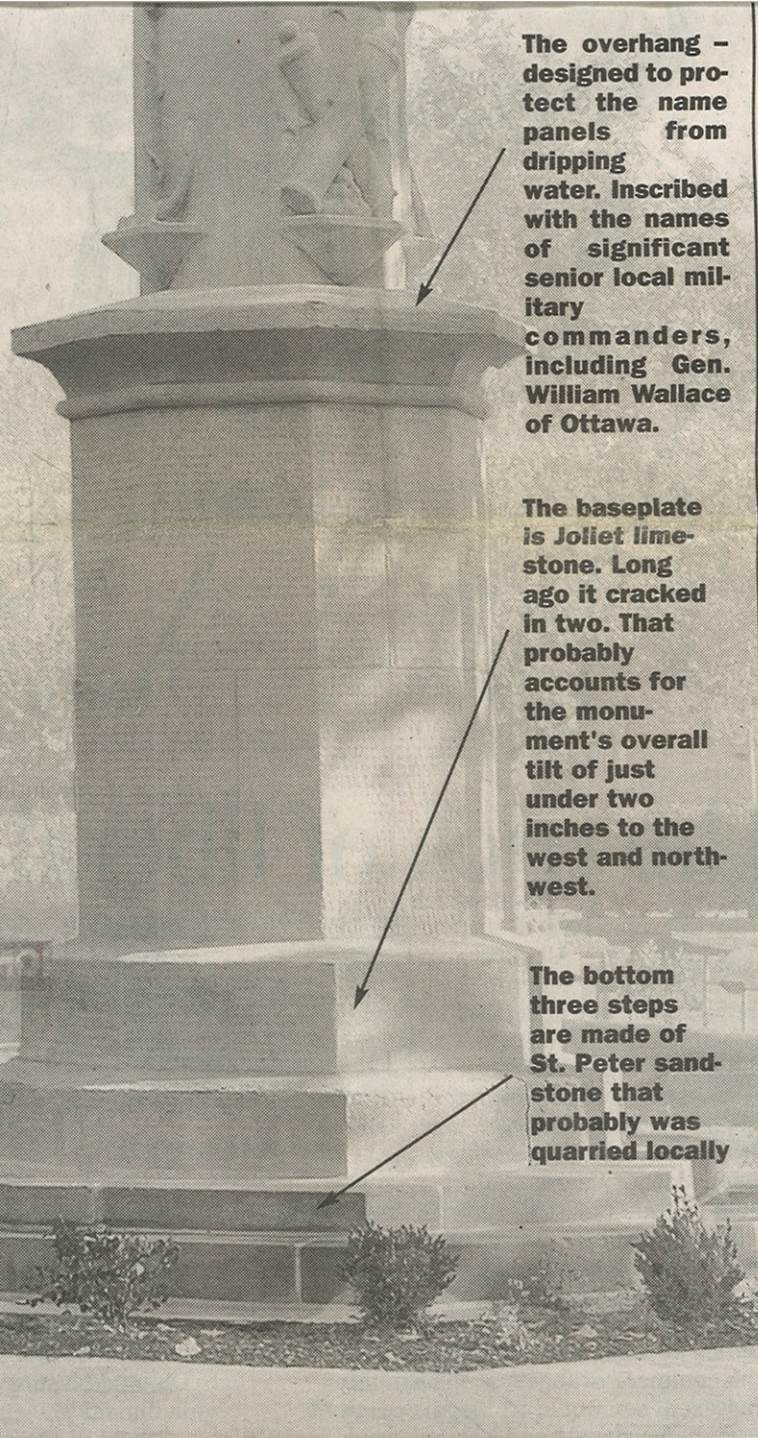 The overhang –
designed to pro-
tect the name
panels from
dripping
water. Inscribed
with the names
of significant
senior local mil-
itary
commanders,
including Gen.
William Wallace
of Ottawa.
The baseplate
is Joliet lime-
stone. Long
ago it cracked
in two. That
probably
accounts for
the monu-
ment's overall
tilt of just
under two
inches to the
west and north-
west.
The bottom
three steps
are made of
St. Peter sand-
stone that
probably was
quarried locally